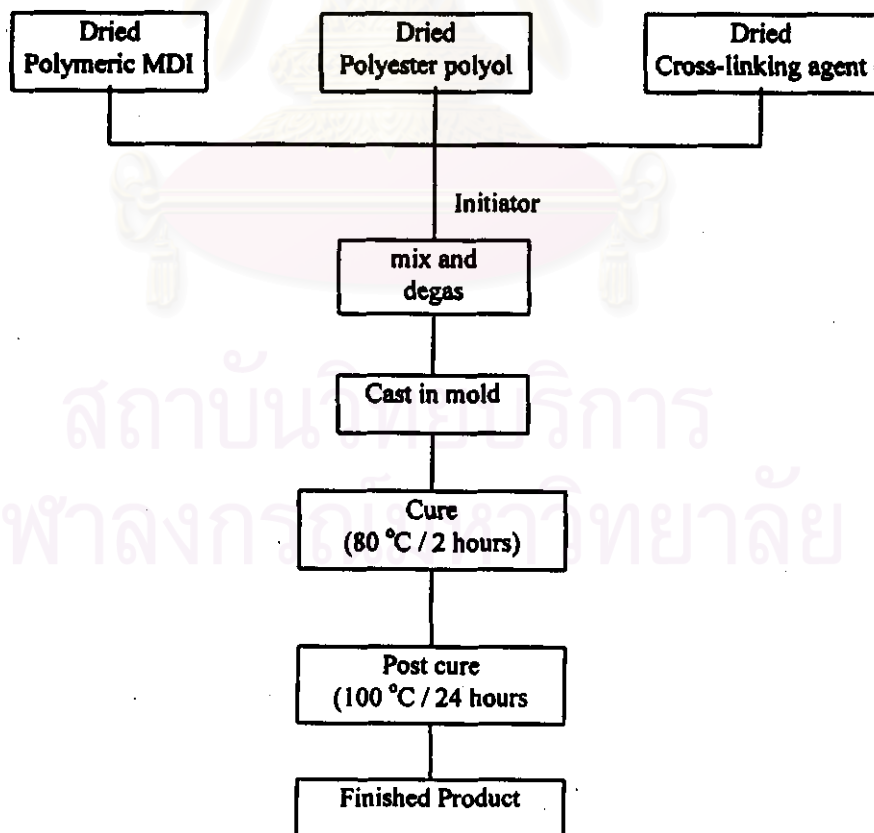 Dried
Polymeric MDI
Dried
Polyester polyol
Dried
Cross-linking agent
Initiator
mix and
degas
Cast in mold
สถาบันวิทยบริการ
จุฬาลงกรณ์มหาวิทยาลัย
Cure
(80 °C / 2 hours)
Post cure
(100 °C / 24 hours
Finished Product